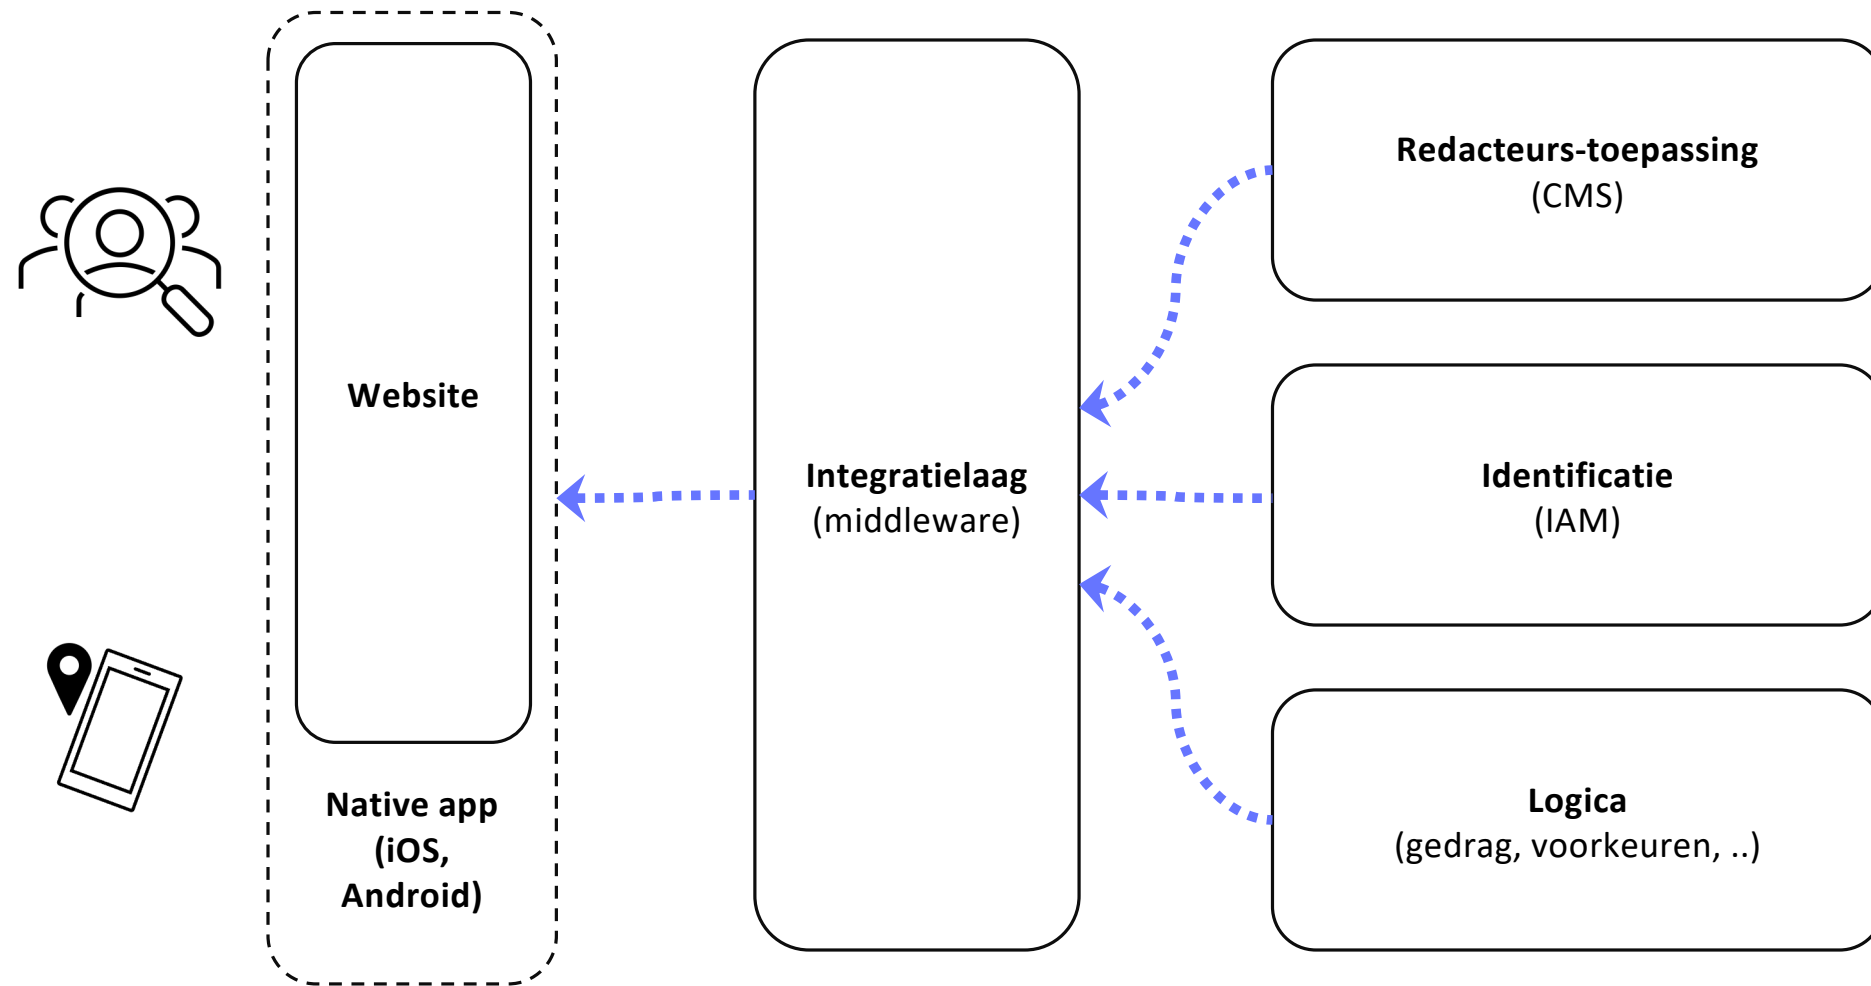 Website
Native app
(iOS,
Android)
Integratielaag
(middleware)
Redacteurs-toepassing
(CMS)
Identificatie
(IAM)
Logica
(gedrag, voorkeuren, ..)